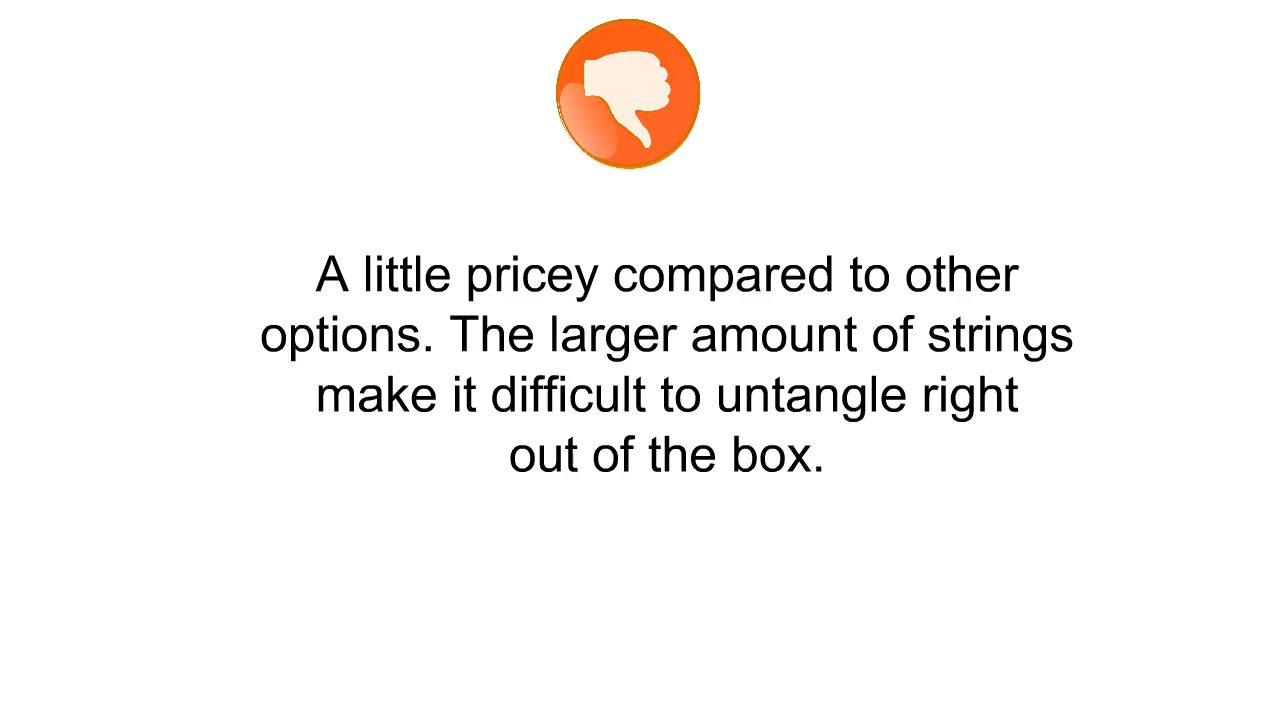 A little pricey compared to other
options. The larger amount of strings
make it difficult to untangle right
out of the box.